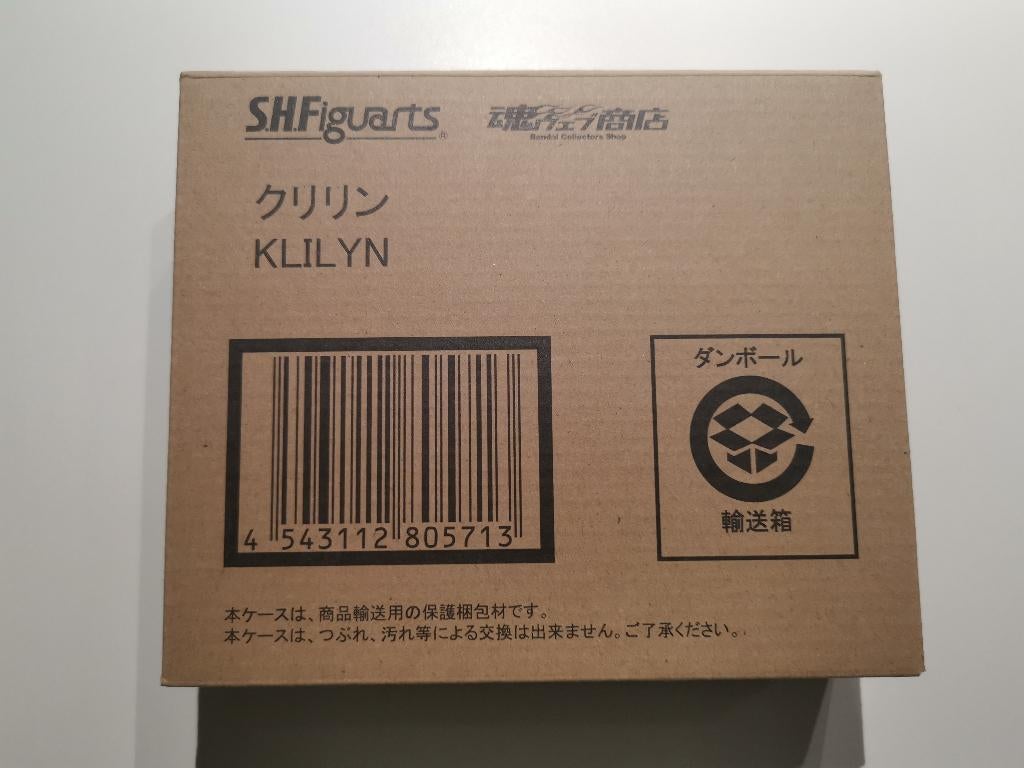 S.H.Figuarts®
魂ウェブ商店
Bandai Collectors Shop
クリリン
KLILYN
ダンボール
輸送箱
4 543112 805713
本ケースは、商品輸送用の保護梱包材です。
本ケースは、つぶれ、汚れ等による交換は出来ません。ご了承ください。